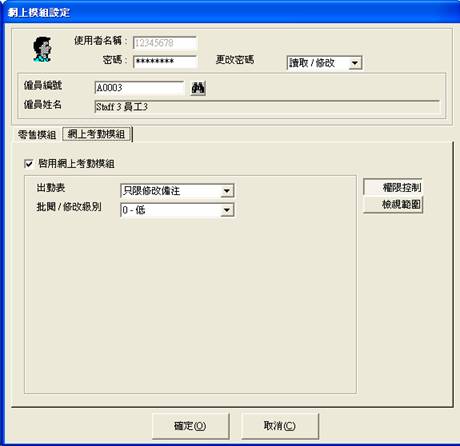 網上模組設定
使用者名稱： 12345678
密碼： ******** 更改密碼 讀取 / 修改
僱員編號 A0003
僱員姓名 Staff 3 員工3
零售模組 網上考勤模組
啓用網上考勤模組
出勤表 只限修改備注
批閱 / 修改級別 0 - 低
權限控制
檢視範圍
確定(O) 取消(C)